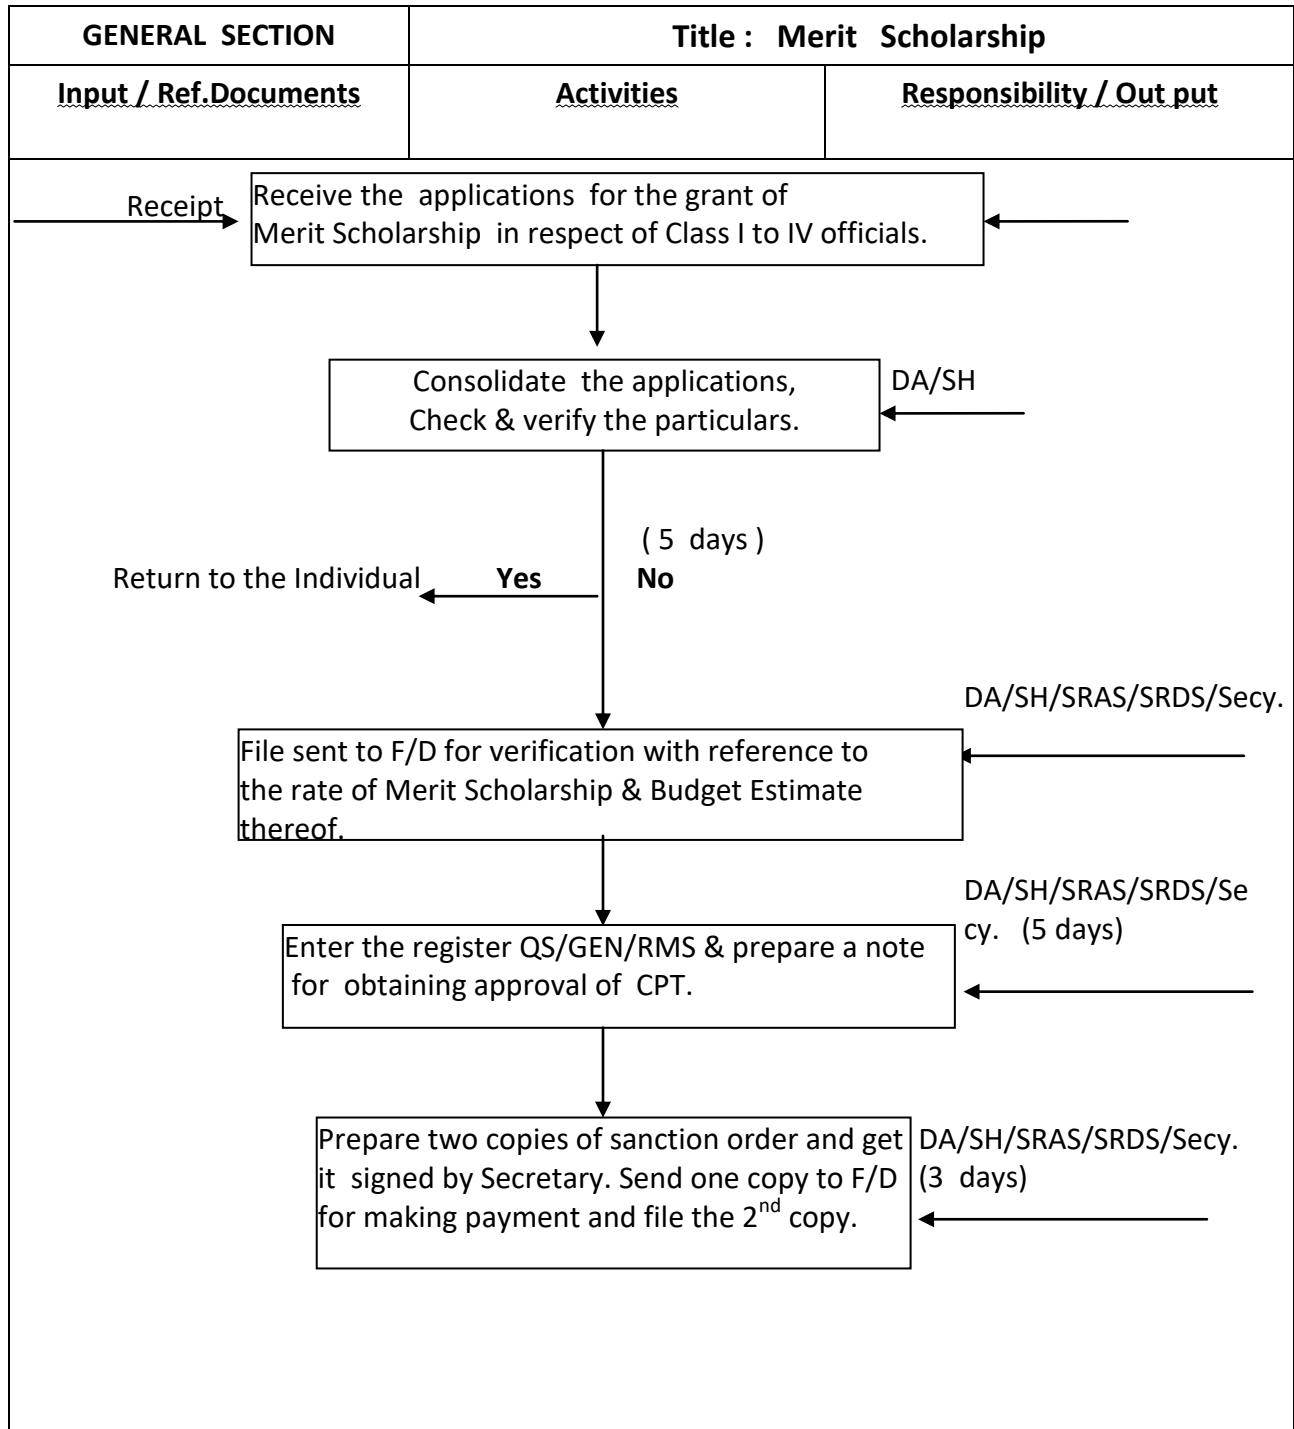 GENERAL SECTION
Title : Merit Scholarship
Input / Ref.Documents
Activities
Responsibility / Out put
Receipt
Receive the applications for the grant of
Merit Scholarship in respect of Class I to IV officials.
Consolidate the applications,
Check & verify the particulars.
DA/SH
( 5 days )
Return to the Individual
Yes
No
DA/SH/SRAS/SRDS/Secy.
File sent to F/D for verification with reference to
the rate of Merit Scholarship & Budget Estimate
thereof.
DA/SH/SRAS/SRDS/Se
cy. (5 days)
Enter the register QS/GEN/RMS & prepare a note
for obtaining approval of CPT.
Prepare two copies of sanction order and get
it signed by Secretary. Send one copy to F/D
for making payment and file the 2nd copy.
DA/SH/SRAS/SRDS/Secy.
(3 days)